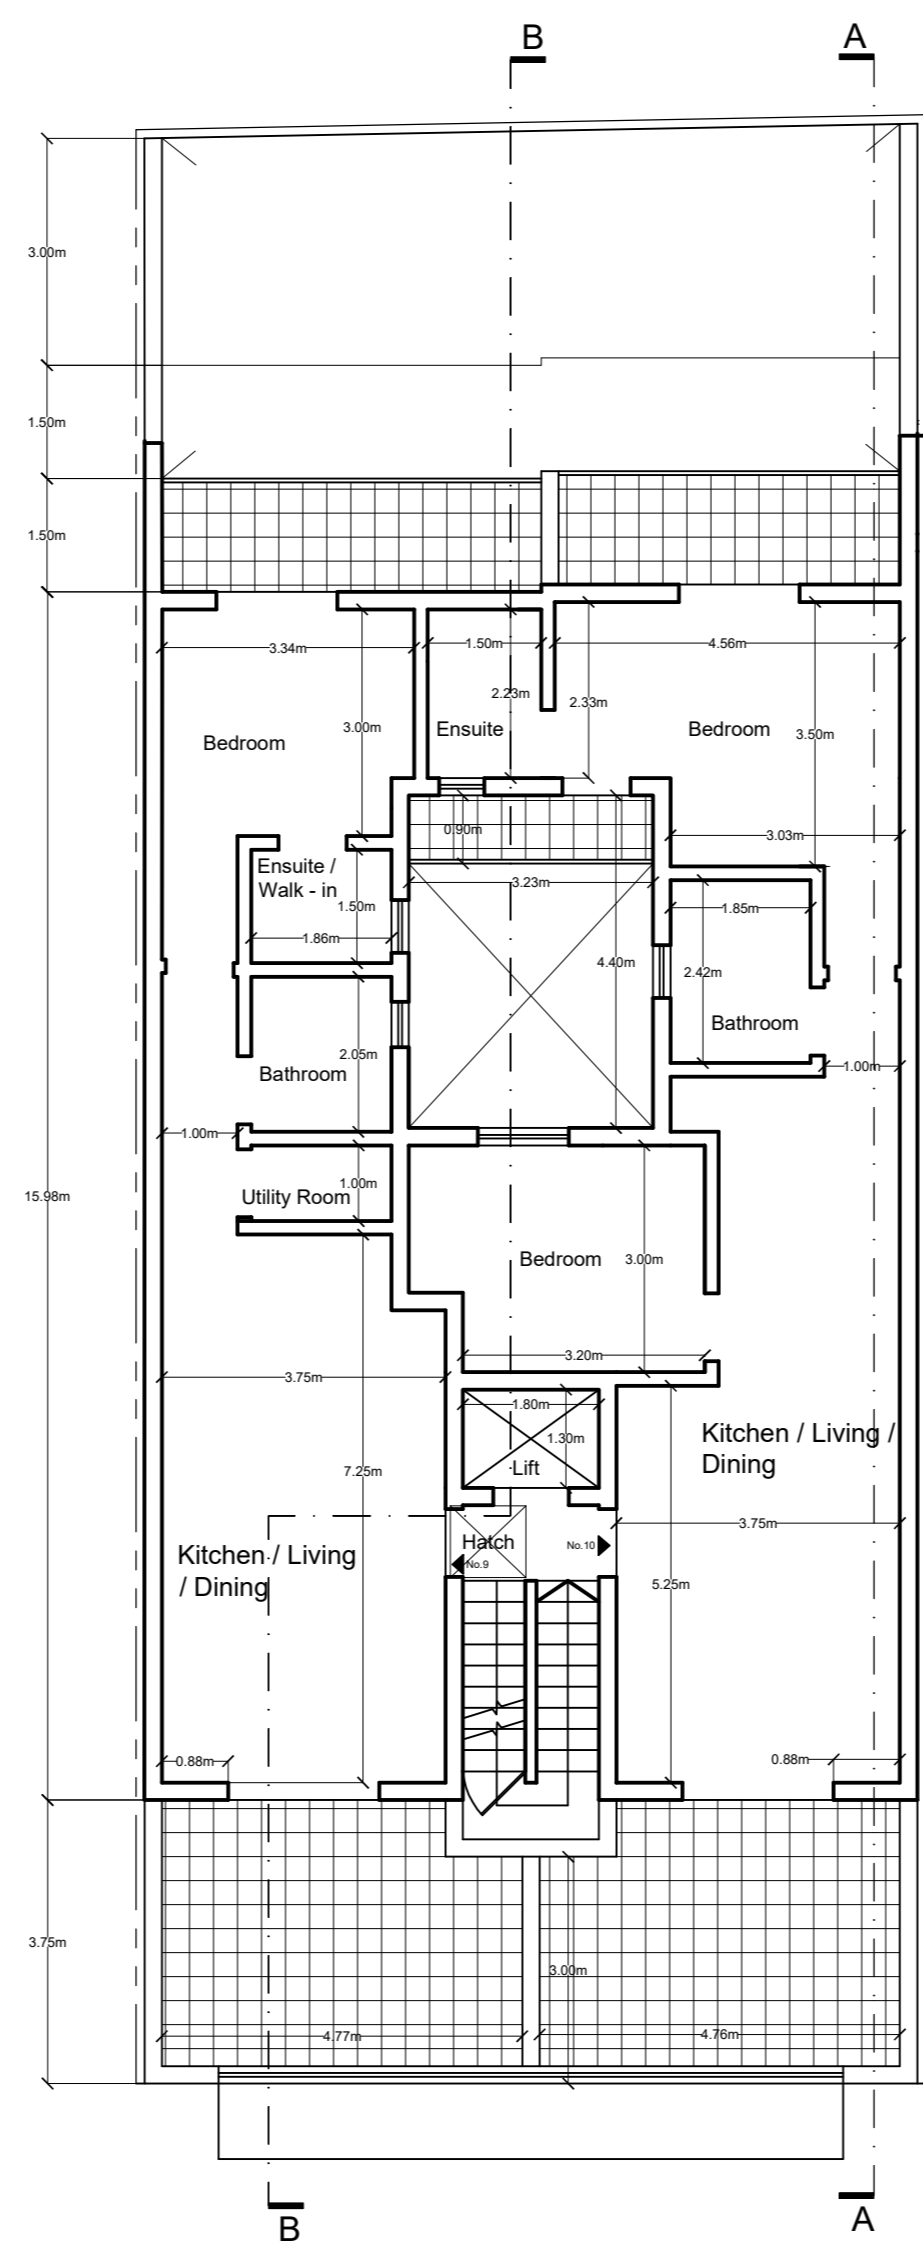 B
A
3.00m
1.50m
1.50m
3.34m
1.50m
4.56m
2.23m
2.33m
3.00m
3.50m
Bedroom
Ensuite
Bedroom
0.90m
3.03m
Ensuite /
Walk - in
1.50m
3.23m
1.85m
1.86m
4.40m
2.42m
Bathroom
2.05m
Bathroom
1.00m
1.00m
1.00m
Utility Room
15.98m
Bedroom
3.00m
3.20m
3.75m
1.80m
1.30m
Lift
Kitchen / Living /
Dining
7.25m
3.75m
Hatch
No.10
No.9
Kitchen / Living
/ Dining
5.25m
0.88m
0.88m
3.75m
3.00m
4.77m
4.76m
B
A